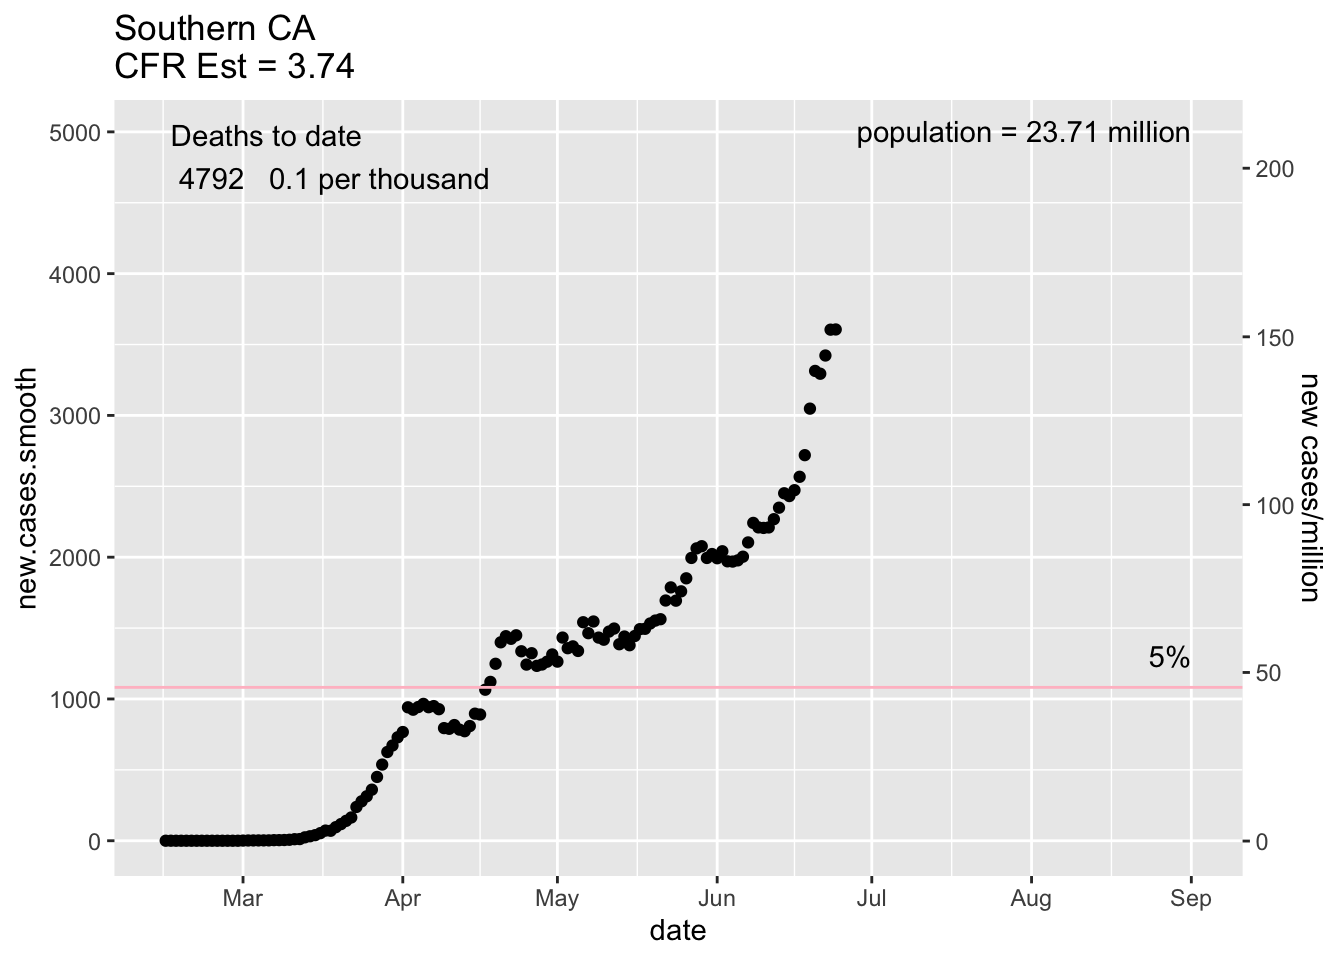 Southern CA
CFR Est = 3.74
Deaths to date
4792 0.1 per thousand
population = 23.71 million
5%
5000
4000
3000
2000
1000
0
new.cases.smooth
200
150
100
50
0
new cases/million
Mar Apr May Jun Jul Aug Sep
date